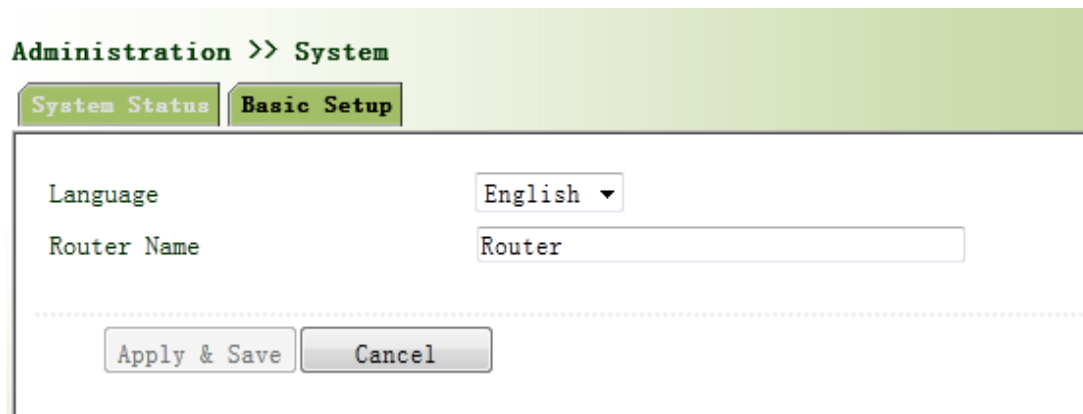 Administration >> System
System Status Basic Setup
Language English
Router Name Router
Apply & Save Cancel